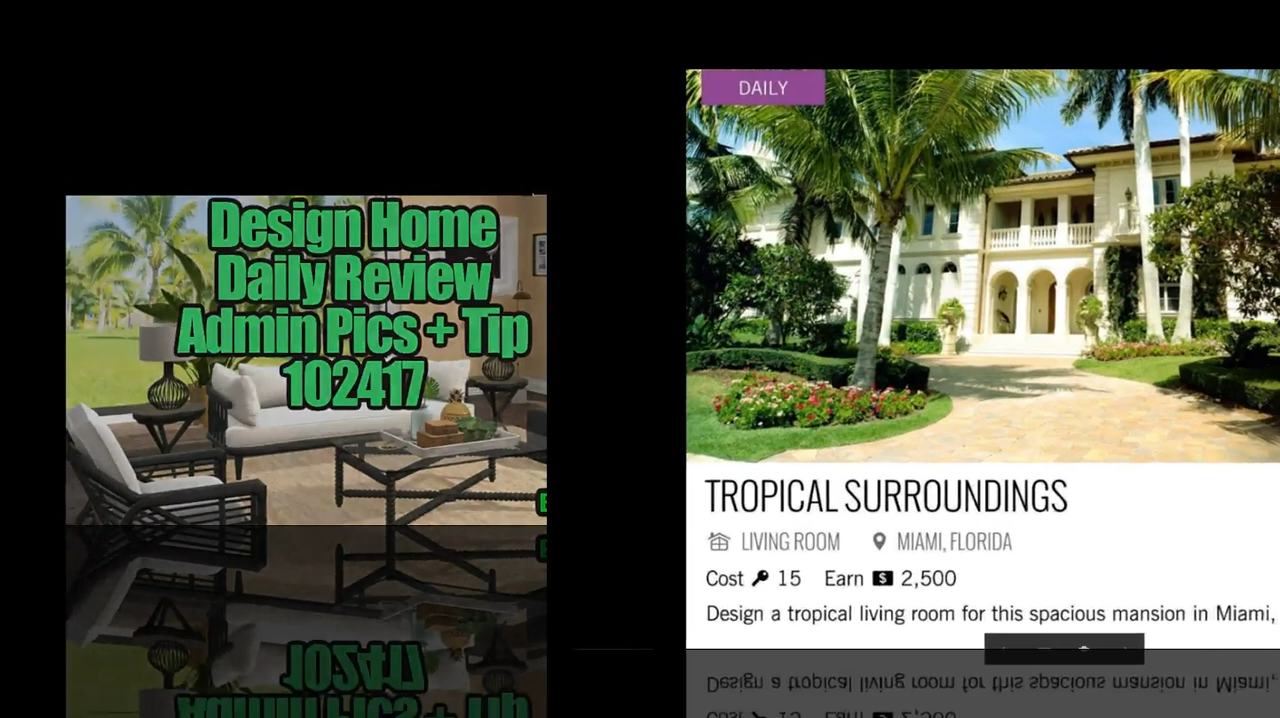 Design Home
Daily Review
Admin Pics + Tip
102417
DAILY
TROPICAL SURROUNDINGS
LIVING ROOM MIAMI, FLORIDA
Cost 15 Earn 2,500
Design a tropical living room for this spacious mansion in Miami,